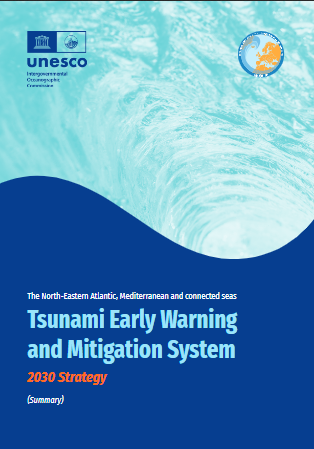 unesco
Intergovernmental
Oceanographic
Commission
The North-Eastern Atlantic, Mediterranean and connected seas
Tsunami Early Warning
and Mitigation System
2030 Strategy
(Summary)